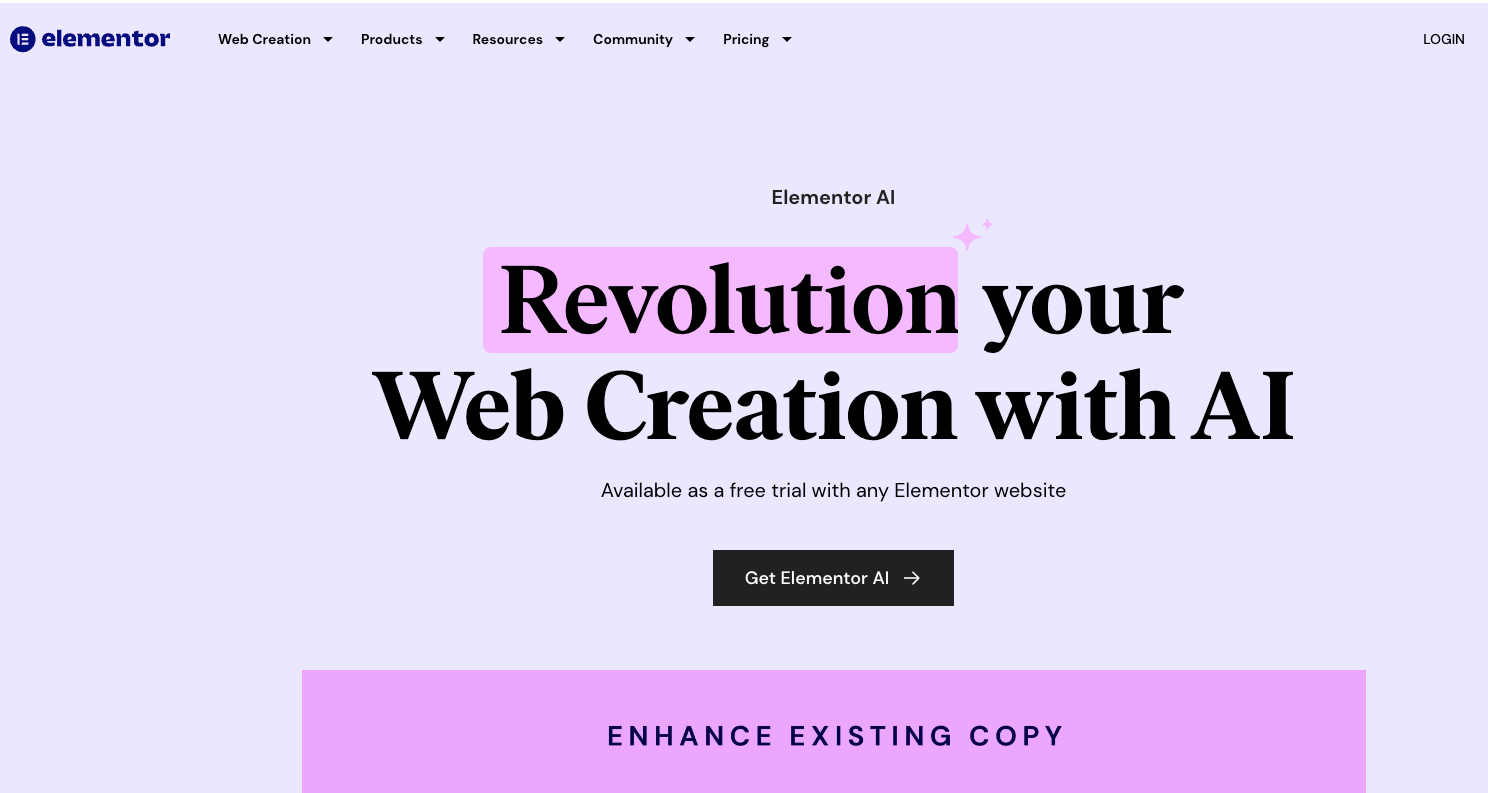 elementor
Web Creation Products Resources Community Pricing LOGIN
Elementor AI
Revolution your
Web Creation with AI
Available as a free trial with any Elementor website
Get Elementor AI
ENHANCE EXISTING COPY